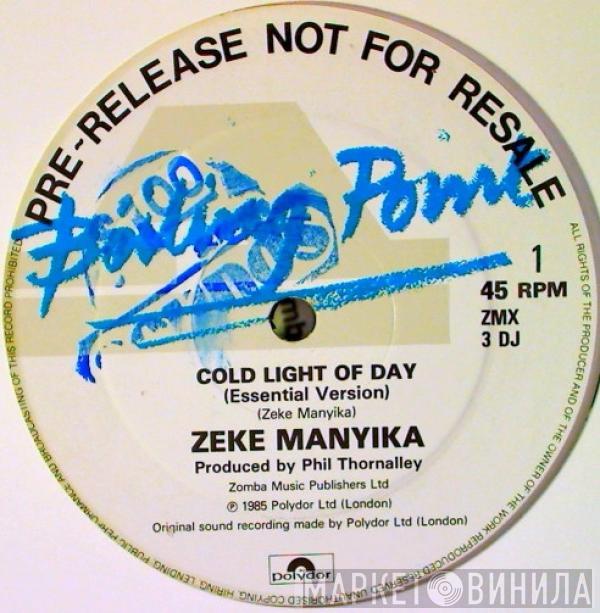 PRE-RELEASE NOT FOR RESALE
Boiling Point
1
45 RPM
ZMX
3 DJ
COLD LIGHT OF DAY
(Essential Version)
(Zeke Manyika)
ZEKE MANYIKA
Produced by Phil Thornalley
Zomba Music Publishers Ltd
℗ 1985 Polydor Ltd (London)
Original sound recording made by Polydor Ltd (London)
polydor
ALL RIGHTS OF THE PRODUCER AND OF THE OWNER OF THE WORK REPRODUCED RESERVED UNAUTHORISED COPYING, HIRING, LENDING, PUBLIC PERFORMANCE AND BROADCASTING OF THIS RECORD PROHIBITED
МАРКЕТ ВИНИЛА